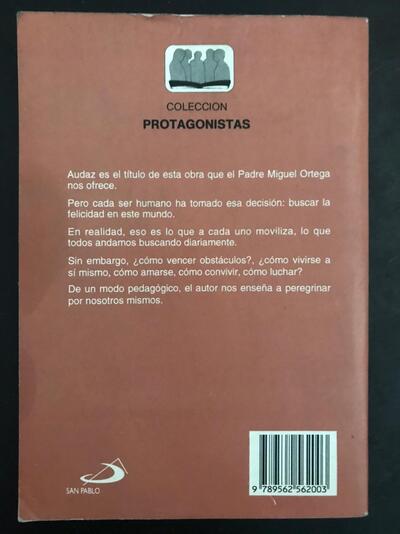 COLECCION
PROTAGONISTAS
Audaz es el título de esta obra que el Padre Miguel Ortega
nos ofrece.
Pero cada ser humano ha tomado esa decisión: buscar la
felicidad en este mundo.
En realidad, eso es lo que a cada uno moviliza, lo que
todos andamos buscando diariamente.
Sin embargo, ¿cómo vencer obstáculos?, ¿cómo vivirse a
sí mismo, cómo amarse, cómo convivir, cómo luchar?
De un modo pedagógico, el autor nos enseña a peregrinar
por nosotros mismos.
SAN PABLO
9 789562 562003